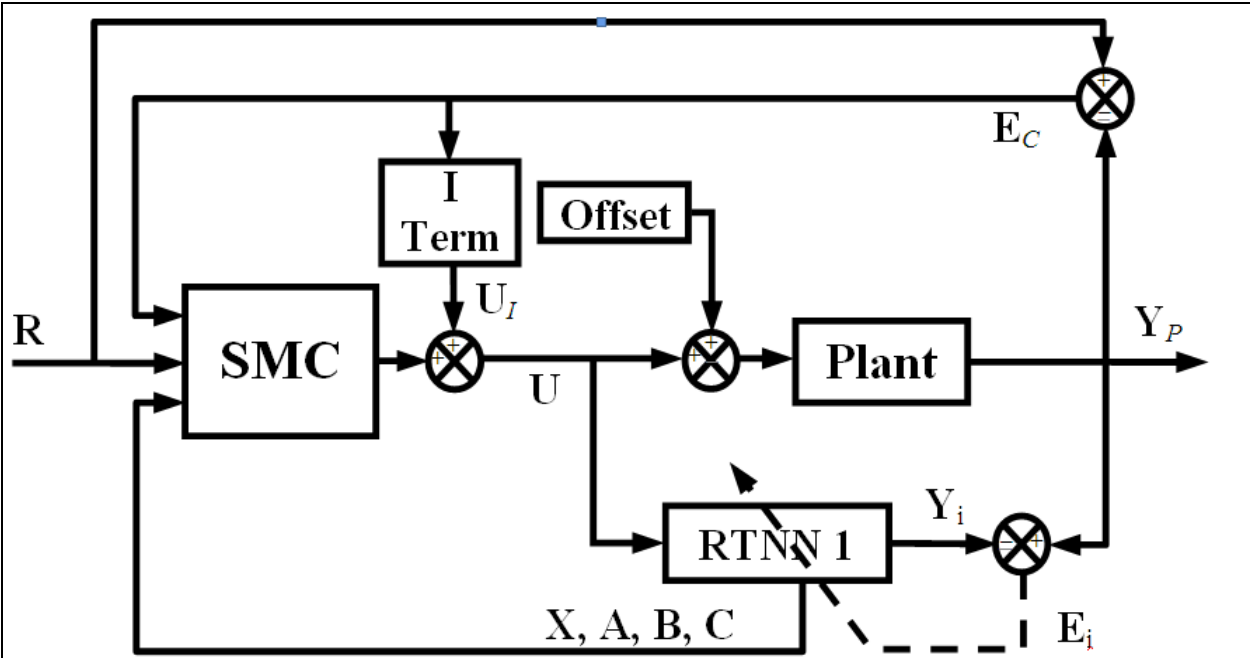 +
−
E_C
I
Term
Offset
U_I
R
SMC
+ +
U
+ +
Plant
Y_P
RTNN 1
Y_i
− +
X, A, B, C
E_i